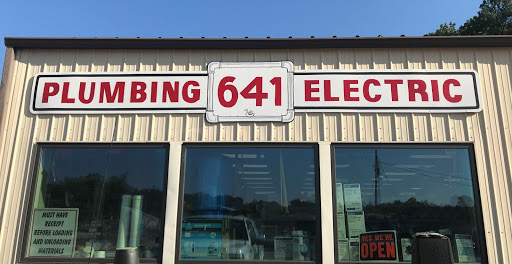 PLUMBING 641 ELECTRIC
MUST HAVE
RECEIPT
BEFORE LOADING
AND UNLOADING
MATERIALS
YES, WE'RE
OPEN